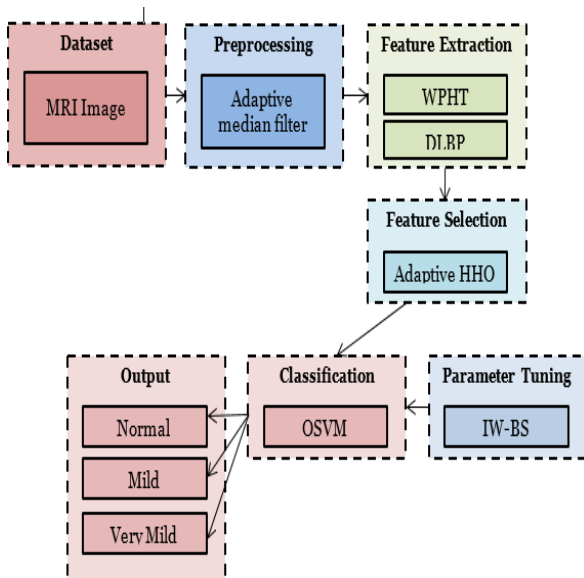 Dataset
MRI Image
Preprocessing
Adaptive
median filter
Feature Extraction
WPHT
DLBP
Feature Selection
Adaptive HHO
Output
Normal
Mild
Very Mild
Classification
OSVM
Parameter Tuning
IW-BS